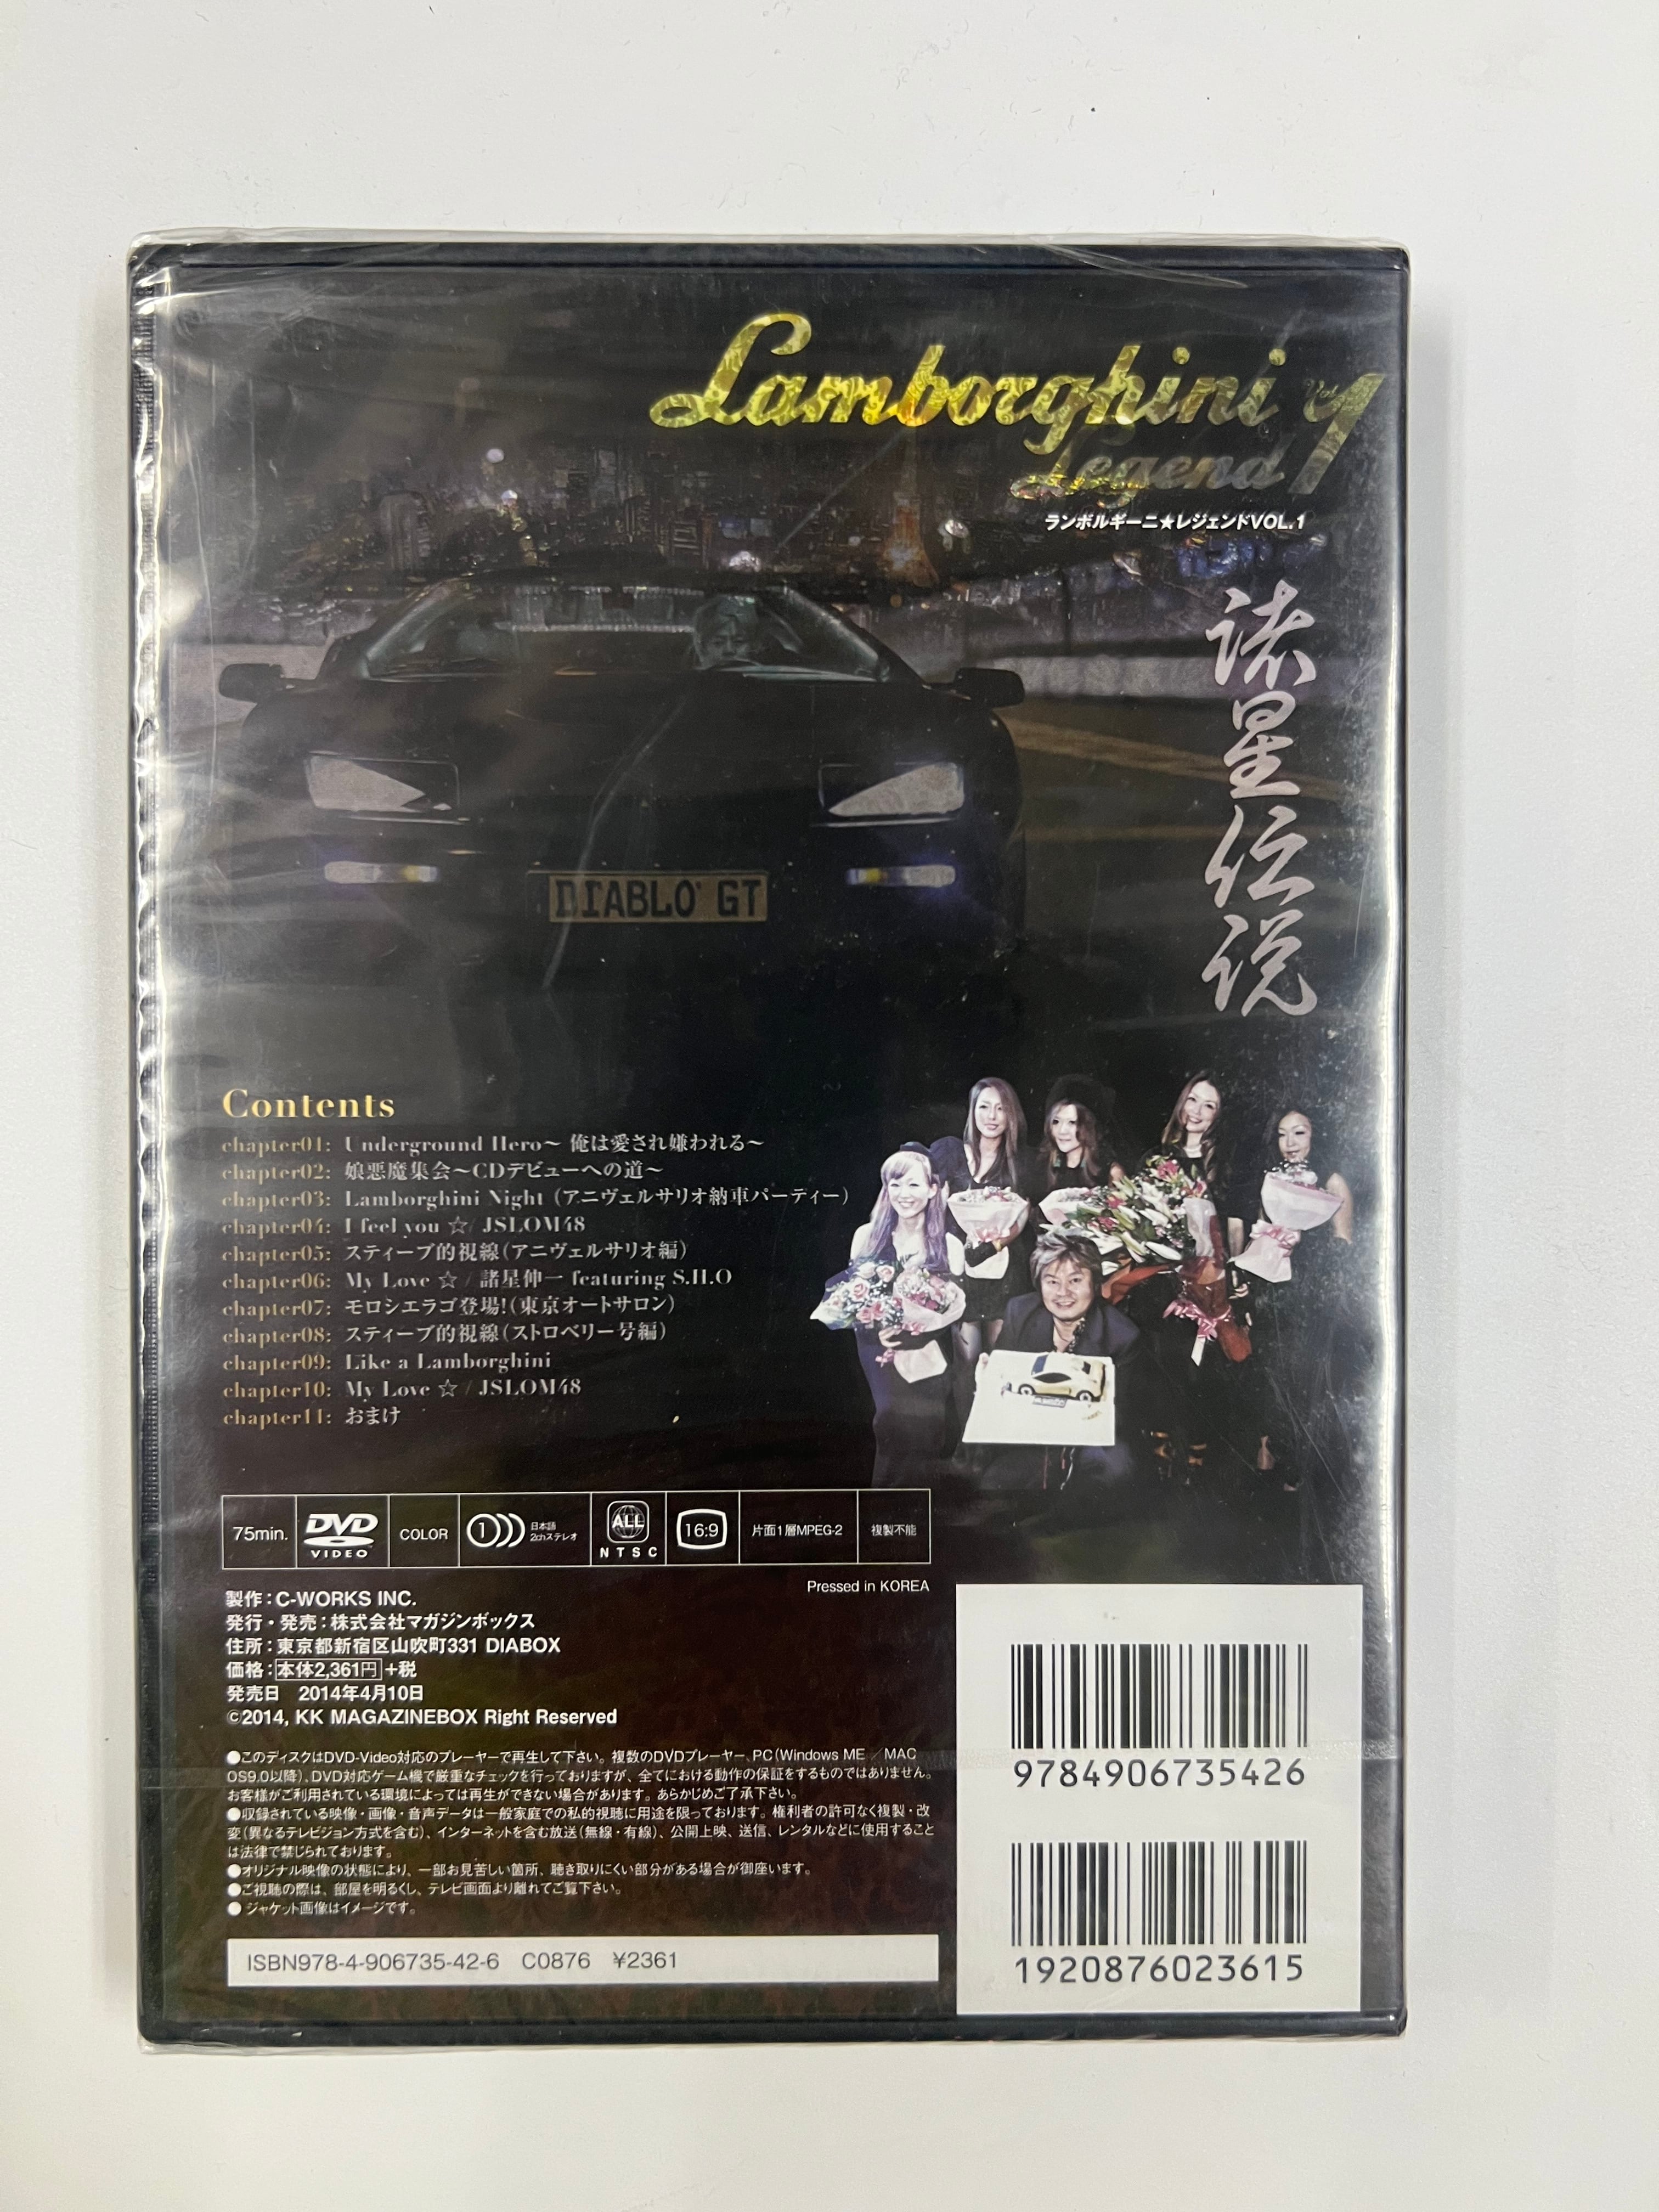 Lamborghini Vol.1
Legend
ランボルギーニ★レジェンドVOL.1
諸星伝説
DIABLO GT
Contents
chapter01: Underground Hero〜 俺は愛され嫌われる〜
chapter02: 娘悪魔集会〜CDデビューへの道〜
chapter03: Lamborghini Night (アニヴェルサリオ納車パーティー)
chapter04: I feel you ☆/ JSLOM48
chapter05: スティーブ的視線(アニヴェルサリオ編)
chapter06: My Love ☆ / 諸星伸一 featuring S.H.O
chapter07: モロシエラゴ登場!(東京オートサロン)
chapter08: スティーブ的視線(ストロベリー号編)
chapter09: Like a Lamborghini
chapter10: My Love ☆ / JSLOM48
chapter11: おまけ
75min. DVD VIDEO COLOR 1 日本語 2chステレオ ALL NTSC 16:9 片面1層MPEG-2 複製不能
Pressed in KOREA
製作：C-WORKS INC.
発行・発売：株式会社マガジンボックス
住所：東京都新宿区山吹町331 DIABOX
価格：本体2,361円+税
発売日　2014年4月10日
©2014, KK MAGAZINEBOX Right Reserved
●このディスクはDVD-Video対応のプレーヤーで再生して下さい。複数のDVDプレーヤー、PC(Windows ME／MAC
OS9.0以降)、DVD対応ゲーム機で厳重なチェックを行っておりますが、全てにおける動作の保証をするものではありません。
お客様がご利用されている環境によっては再生ができない場合があります。あらかじめご了承下さい。
●収録されている映像・画像・音声データは一般家庭での私的視聴に用途を限っております。権利者の許可なく複製・改
変(異なるテレビジョン方式を含む)、インターネットを含む放送(無線・有線)、公開上映、送信、レンタルなどに使用すること
は法律で禁じられております。
●オリジナル映像の状態により、一部お見苦しい箇所、聴き取りにくい部分がある場合が御座います。
●ご視聴の際は、部屋を明るくし、テレビ画面より離れてご覧下さい。
●ジャケット画像はイメージです。
ISBN978-4-906735-42-6　C0876　¥2361
9784906735426
1920876023615